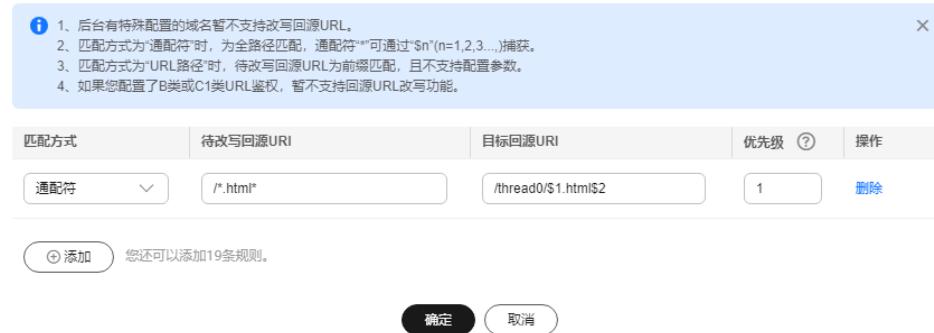 1、后台有特殊配置的域名暂不支持改写回源URL。
2、匹配方式为“通配符”时，为全路径匹配，通配符“*”可通过“$n”(n=1,2,3...,)捕获。
3、匹配方式为“URL路径”时，待改写回源URL为前缀匹配，且不支持配置参数。
4、如果您配置了B类或C1类URL鉴权，暂不支持回源URL改写功能。
匹配方式 待改写回源URI 目标回源URI 优先级 ? 操作
通配符 /*.html* /thread0/$1.html$2 1 删除
添加 您还可以添加19条规则。
确定 取消